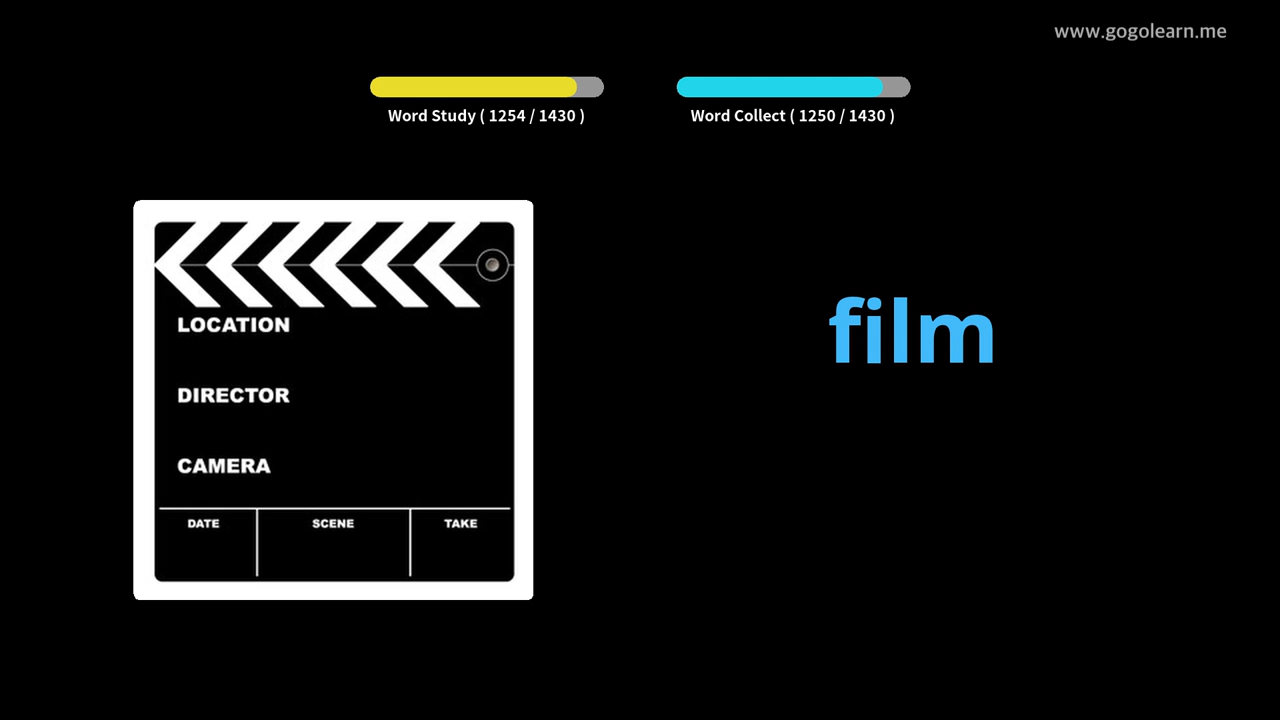 www.gogolearn.me
Word Study ( 1254 / 1430 )
Word Collect ( 1250 / 1430 )
LOCATION
DIRECTOR
CAMERA
DATE
SCENE
TAKE
film